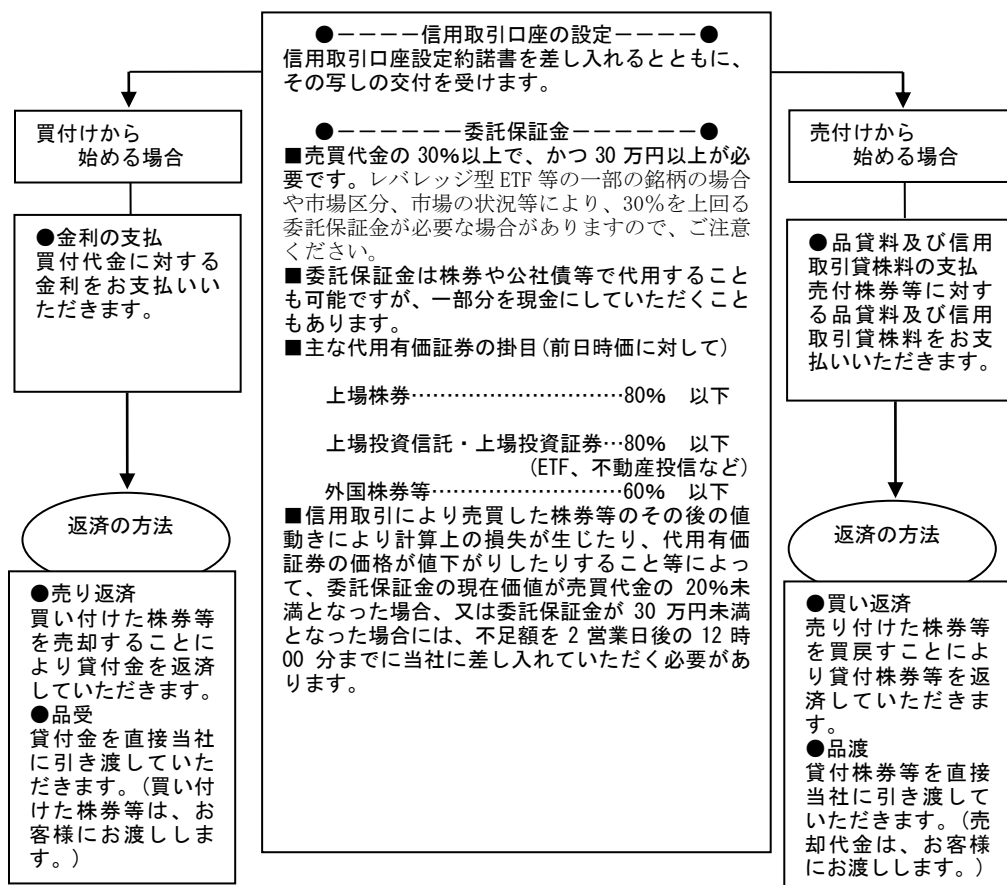 ●ーーーー信用取引口座の設定ーーーー●
信用取引口座設定約諾書を差し入れるとともに、
その写しの交付を受けます。
●ーーーーーー委託保証金ーーーーーー●
■売買代金の 30%以上で、かつ 30 万円以上が必
要です。レバレッジ型 ETF 等の一部の銘柄の場合
や市場区分、市場の状況等により、30%を上回る
委託保証金が必要な場合がありますので、ご注意
ください。
■委託保証金は株券や公社債等で代用すること
も可能ですが、一部分を現金にしていただくこと
もあります。
■主な代用有価証券の掛目(前日時価に対して)
上場株券…………………………80% 以下
上場投資信託・上場投資証券…80% 以下
(ETF、不動産投信など)
外国株券等………………………60% 以下
■信用取引により売買した株券等のその後の値
動きにより計算上の損失が生じたり、代用有価
証券の価格が値下がりしたりすること等によっ
て、委託保証金の現在価値が売買代金の 20%未
満となった場合、又は委託保証金が 30 万円未満
となった場合には、不足額を 2 営業日後の 12 時
00 分までに当社に差し入れていただく必要があ
ります。
買付けから
始める場合
●金利の支払
買付代金に対する
金利をお支払いい
ただきます。
返済の方法
●売り返済
買い付けた株券等
を売却することに
より貸付金を返済
していただきます。
●品受
貸付金を直接当社
に引き渡していた
だきます。(買い付
けた株券等は、お
客様にお渡ししま
す。)
売付けから
始める場合
●品貸料及び信用
取引貸株料の支払
売付株券等に対す
る品貸料及び信用
取引貸株料をお支
払いいただきます。
返済の方法
●買い返済
売り付けた株券等
を買戻すことによ
り貸付株券等を返
済していただきま
す。
●品渡
貸付株券等を直接
当社に引き渡して
いただきます。(売
却代金は、お客様
にお渡しします。)